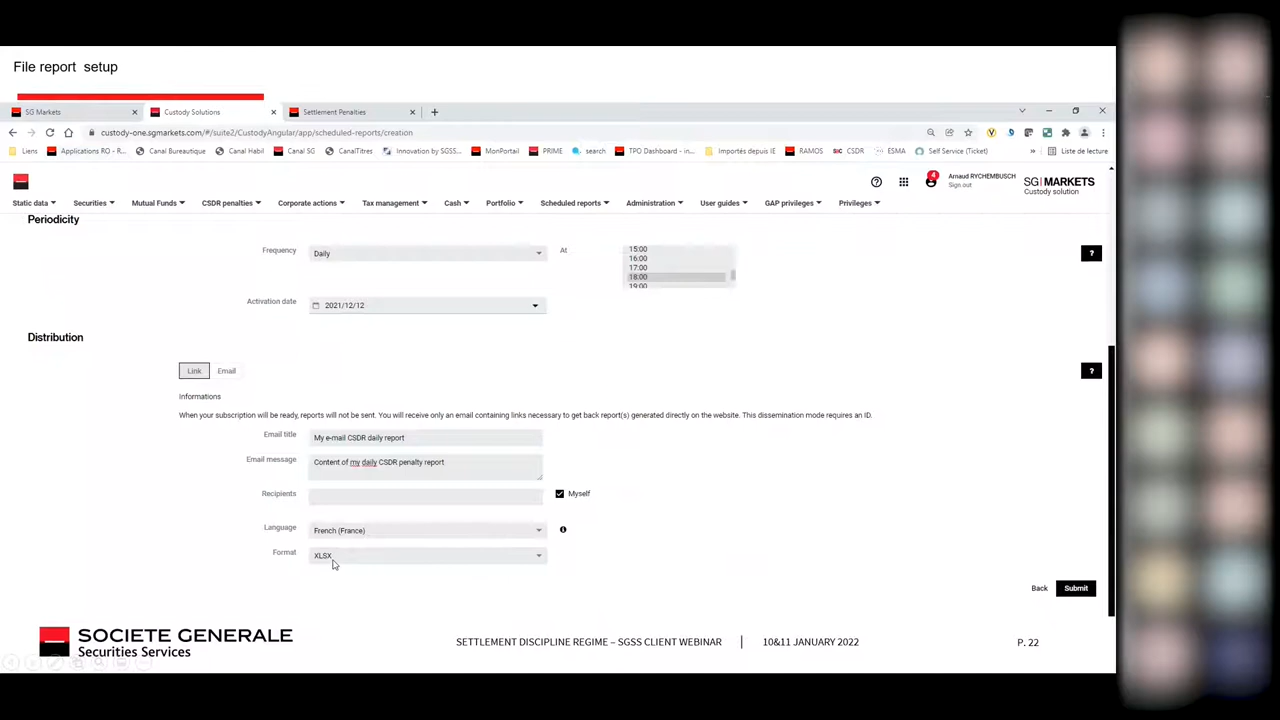 File report setup
SG Markets
Custody Solutions
Settlement Penalties
custody-one.sgmarkets.com/#/suite2/CustodyAngular/app/scheduled-reports/creation
Liens Applications RO - R... Canal Bureautique Canal Habil Canal SG CanalTitres Innovation by SGSS... MonPortail PRIME search TPO Dashboard - in... Importés depuis IE RAMOS SIC CSDR ESMA Self Service (Ticket) » Liste de lecture
4
Arnaud RYCHEMBUSCH
Sign out
SG|MARKETS
Custody solution
Static data Securities Mutual Funds CSDR penalties Corporate actions Tax management Cash Portfolio Scheduled reports Administration User guides GAP privileges Privileges
Periodicity
Frequency Daily At
15:00
16:00
17:00
18:00
19:00
?
Activation date 2021/12/12
Distribution
Link Email
?
Informations
When your subscription will be ready, reports will not be sent. You will receive only an email containing links necessary to get back report(s) generated directly on the website. This dissemination mode requires an ID.
Email title My e-mail CSDR daily report
Email message Content of my daily CSDR penalty report
Recipients Myself
Language French (France)
Format XLSX
Back Submit
SOCIETE GENERALE
Securities Services
SETTLEMENT DISCIPLINE REGIME – SGSS CLIENT WEBINAR | 10&11 JANUARY 2022 P. 22